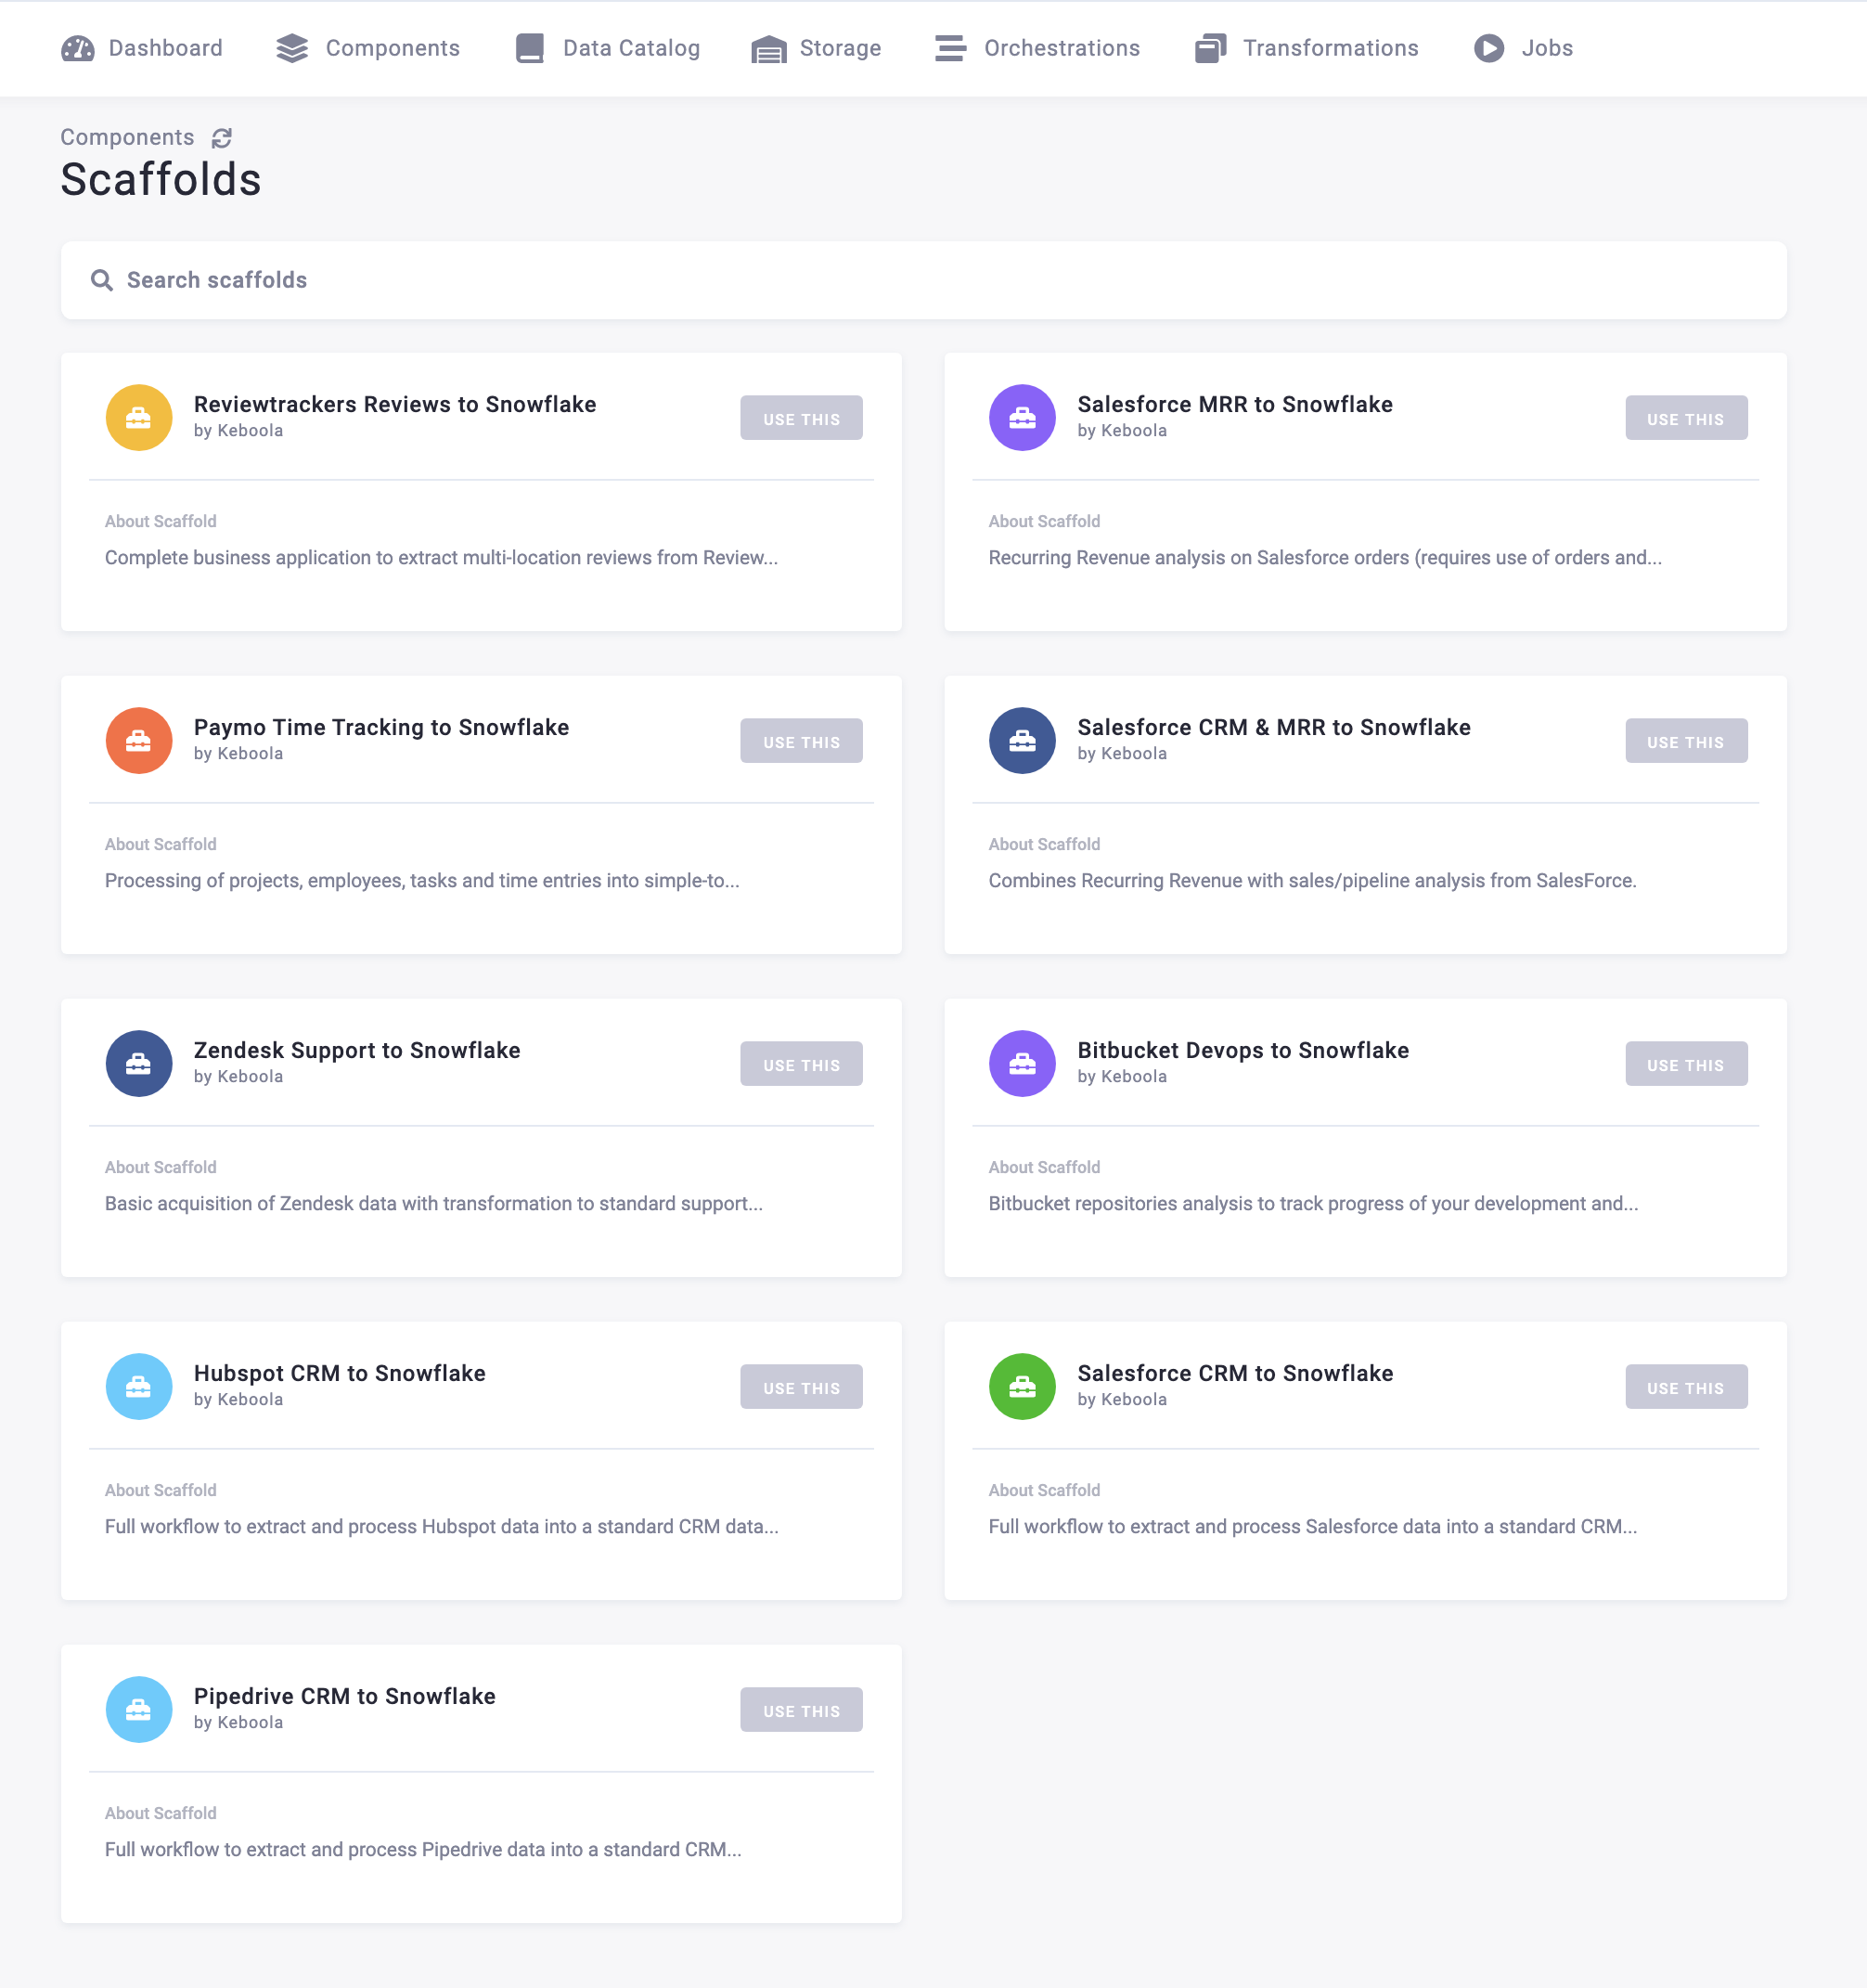 Dashboard Components Data Catalog Storage Orchestrations Transformations Jobs
Components
Scaffolds
Search scaffolds
Reviewtrackers Reviews to Snowflake
by Keboola
USE THIS
About Scaffold
Complete business application to extract multi-location reviews from Review...
Salesforce MRR to Snowflake
by Keboola
USE THIS
About Scaffold
Recurring Revenue analysis on Salesforce orders (requires use of orders and...
Paymo Time Tracking to Snowflake
by Keboola
USE THIS
About Scaffold
Processing of projects, employees, tasks and time entries into simple-to...
Salesforce CRM & MRR to Snowflake
by Keboola
USE THIS
About Scaffold
Combines Recurring Revenue with sales/pipeline analysis from SalesForce.
Zendesk Support to Snowflake
by Keboola
USE THIS
About Scaffold
Basic acquisition of Zendesk data with transformation to standard support...
Bitbucket Devops to Snowflake
by Keboola
USE THIS
About Scaffold
Bitbucket repositories analysis to track progress of your development and...
Hubspot CRM to Snowflake
by Keboola
USE THIS
About Scaffold
Full workflow to extract and process Hubspot data into a standard CRM data...
Salesforce CRM to Snowflake
by Keboola
USE THIS
About Scaffold
Full workflow to extract and process Salesforce data into a standard CRM...
Pipedrive CRM to Snowflake
by Keboola
USE THIS
About Scaffold
Full workflow to extract and process Pipedrive data into a standard CRM...